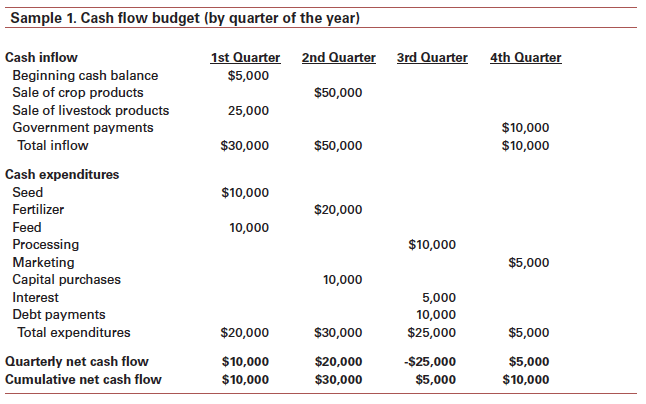 Sample 1. Cash flow budget (by quarter of the year)
Cash inflow 1st Quarter 2nd Quarter 3rd Quarter 4th Quarter
Beginning cash balance $5,000
Sale of crop products $50,000
Sale of livestock products 25,000
Government payments $10,000
Total inflow $30,000 $50,000 $10,000
Cash expenditures
Seed $10,000
Fertilizer $20,000
Feed 10,000
Processing $10,000
Marketing $5,000
Capital purchases 10,000
Interest 5,000
Debt payments 10,000
Total expenditures $20,000 $30,000 $25,000 $5,000
Quarterly net cash flow $10,000 $20,000 -$25,000 $5,000
Cumulative net cash flow $10,000 $30,000 $5,000 $10,000